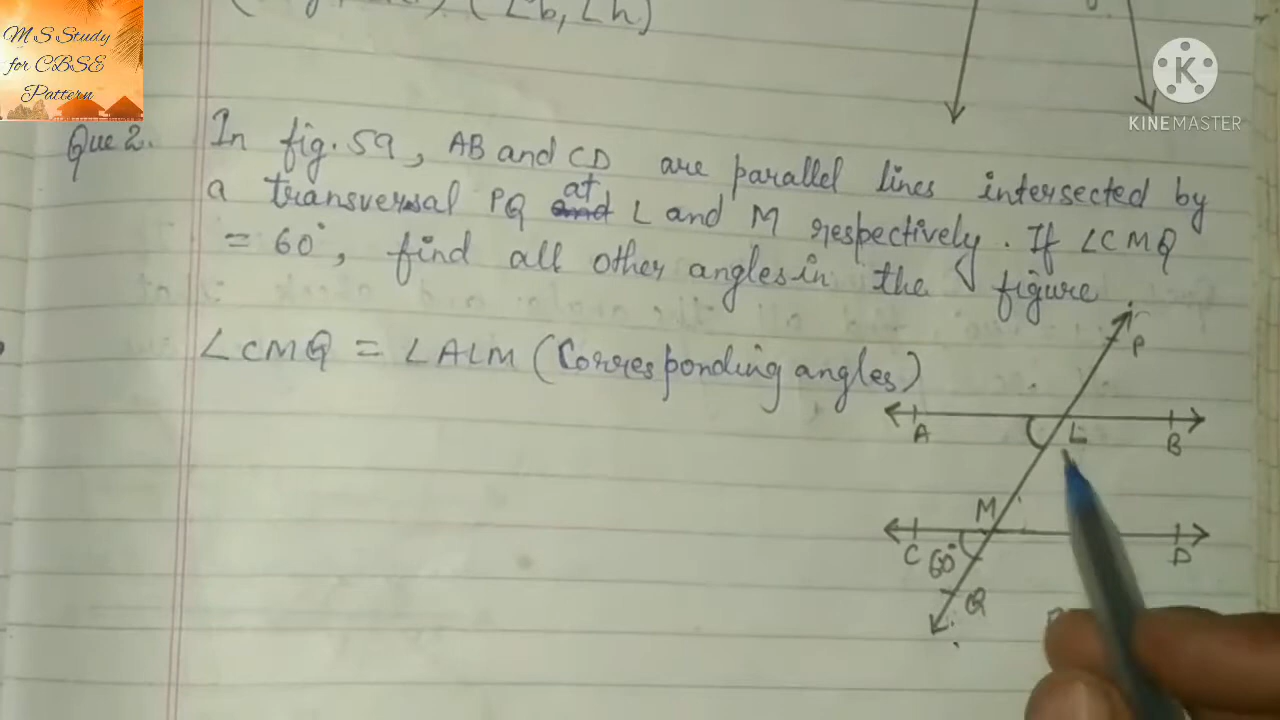 M S Study
for CBSE
Pattern
(∠b, ∠h)
KINEMASTER
Que 2. In fig. 59, AB and CD are parallel lines intersected by
a transversal PQ at L and M respectively. If ∠CMQ
= 60°, find all other angles in the figure
∠CMQ = ∠ALM (Corresponding angles)
P
A L B
M
C 60° D
Q